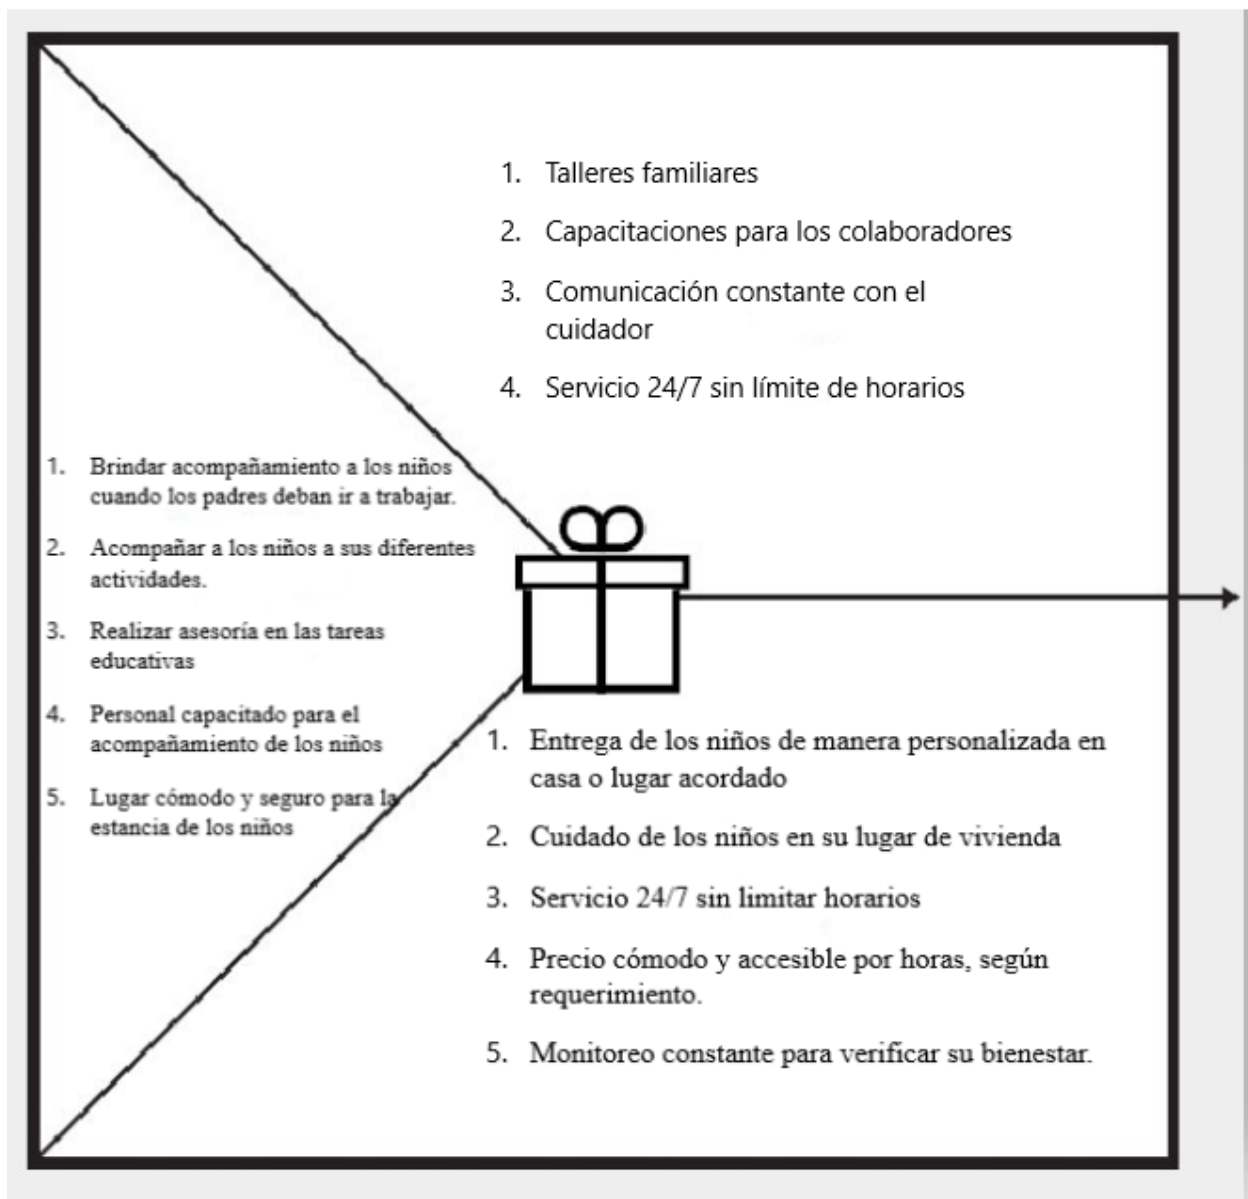 1. Talleres familiares
2. Capacitaciones para los colaboradores
3. Comunicación constante con el
cuidador
4. Servicio 24/7 sin límite de horarios
1. Brindar acompañamiento a los niños
cuando los padres deban ir a trabajar.
2. Acompañar a los niños a sus diferentes
actividades.
3. Realizar asesoría en las tareas
educativas
4. Personal capacitado para el
acompañamiento de los niños
5. Lugar cómodo y seguro para la
estancia de los niños
1. Entrega de los niños de manera personalizada en
casa o lugar acordado
2. Cuidado de los niños en su lugar de vivienda
3. Servicio 24/7 sin limitar horarios
4. Precio cómodo y accesible por horas, según
requerimiento.
5. Monitoreo constante para verificar su bienestar.